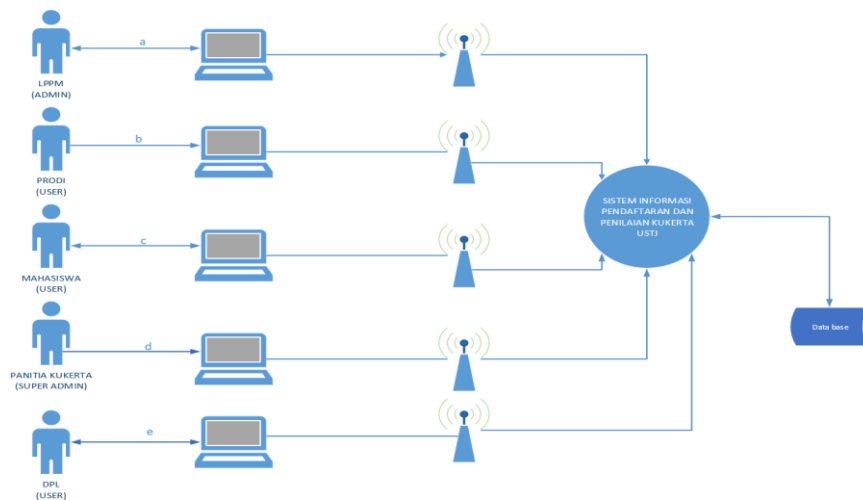 a
LPPM
(ADMIN)
b
PRODI
(USER)
c
MAHASISWA
(USER)
d
PANITIA KUKERTA
(SUPER ADMIN)
e
DPL
(USER)
SISTEM INFORMASI
PENDAFTARAN DAN
PENILAIAN KUKERTA
USTJ
Data base